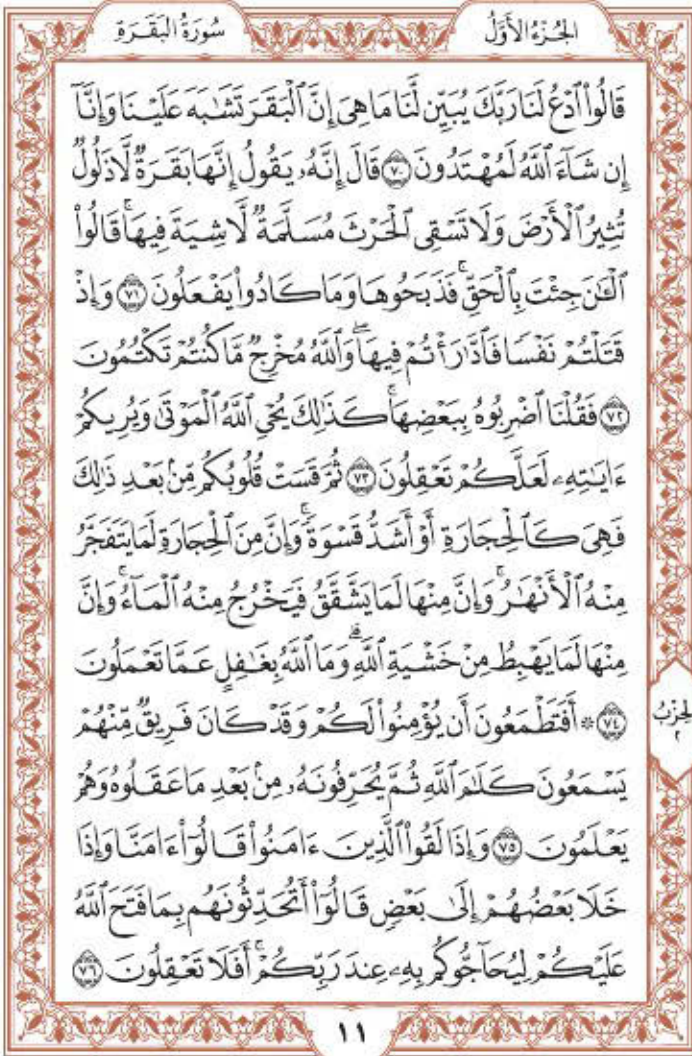 سُورَةُ الْبَقَرَةِ الجُزْءُ الأَوَّلُ
قَالُوا۟ ٱدْعُ لَنَا رَبَّكَ يُبَيِّن لَّنَا مَا هِىَ إِنَّ ٱلْبَقَرَ تَشَـٰبَهَ عَلَيْنَا وَإِنَّآ
إِن شَآءَ ٱللَّهُ لَمُهْتَدُونَ ٧٠ قَالَ إِنَّهُۥ يَقُولُ إِنَّهَا بَقَرَةٌ لَّا ذَلُولٌ
تُثِيرُ ٱلْأَرْضَ وَلَا تَسْقِى ٱلْحَرْثَ مُسَلَّمَةٌ لَّا شِيَةَ فِيهَاۚ قَالُوا۟
ٱلْـَٔـٰنَ جِئْتَ بِٱلْحَقِّۚ فَذَبَحُوهَا وَمَا كَادُوا۟ يَفْعَلُونَ ٧١ وَإِذْ
قَتَلْتُمْ نَفْسًا فَٱدَّٰرَْٰٔتُمْ فِيهَاۖ وَٱللَّهُ مُخْرِجٌ مَّا كُنتُمْ تَكْتُمُونَ
٧٢ فَقُلْنَا ٱضْرِبُوهُ بِبَعْضِهَاۚ كَذَٰلِكَ يُحْىِ ٱللَّهُ ٱلْمَوْتَىٰ وَيُرِيكُمْ
ءَايَـٰتِهِۦ لَعَلَّكُمْ تَعْقِلُونَ ٧٣ ثُمَّ قَسَتْ قُلُوبُكُم مِّنۢ بَعْدِ ذَٰلِكَ
فَهِىَ كَٱلْحِجَارَةِ أَوْ أَشَدُّ قَسْوَةًۚ وَإِنَّ مِنَ ٱلْحِجَارَةِ لَمَا يَتَفَجَّرُ
مِنْهُ ٱلْأَنْهَـٰرُۚ وَإِنَّ مِنْهَا لَمَا يَشَّقَّقُ فَيَخْرُجُ مِنْهُ ٱلْمَآءُۚ وَإِنَّ
مِنْهَا لَمَا يَهْبِطُ مِنْ خَشْيَةِ ٱللَّهِۗ وَمَا ٱللَّهُ بِغَـٰفِلٍ عَمَّا تَعْمَلُونَ
٧٤ ۞ أَفَتَطْمَعُونَ أَن يُؤْمِنُوا۟ لَكُمْ وَقَدْ كَانَ فَرِيقٌ مِّنْهُمْ
يَسْمَعُونَ كَلَـٰمَ ٱللَّهِ ثُمَّ يُحَرِّفُونَهُۥ مِنۢ بَعْدِ مَا عَقَلُوهُ وَهُمْ
يَعْلَمُونَ ٧٥ وَإِذَا لَقُوا۟ ٱلَّذِينَ ءَامَنُوا۟ قَالُوٓا۟ ءَامَنَّا وَإِذَا
خَلَا بَعْضُهُمْ إِلَىٰ بَعْضٍ قَالُوٓا۟ أَتُحَدِّثُونَهُم بِمَا فَتَحَ ٱللَّهُ
عَلَيْكُمْ لِيُحَآجُّوكُم بِهِۦ عِندَ رَبِّكُمْۚ أَفَلَا تَعْقِلُونَ ٧٦
الحِزْبُ
٢
١١